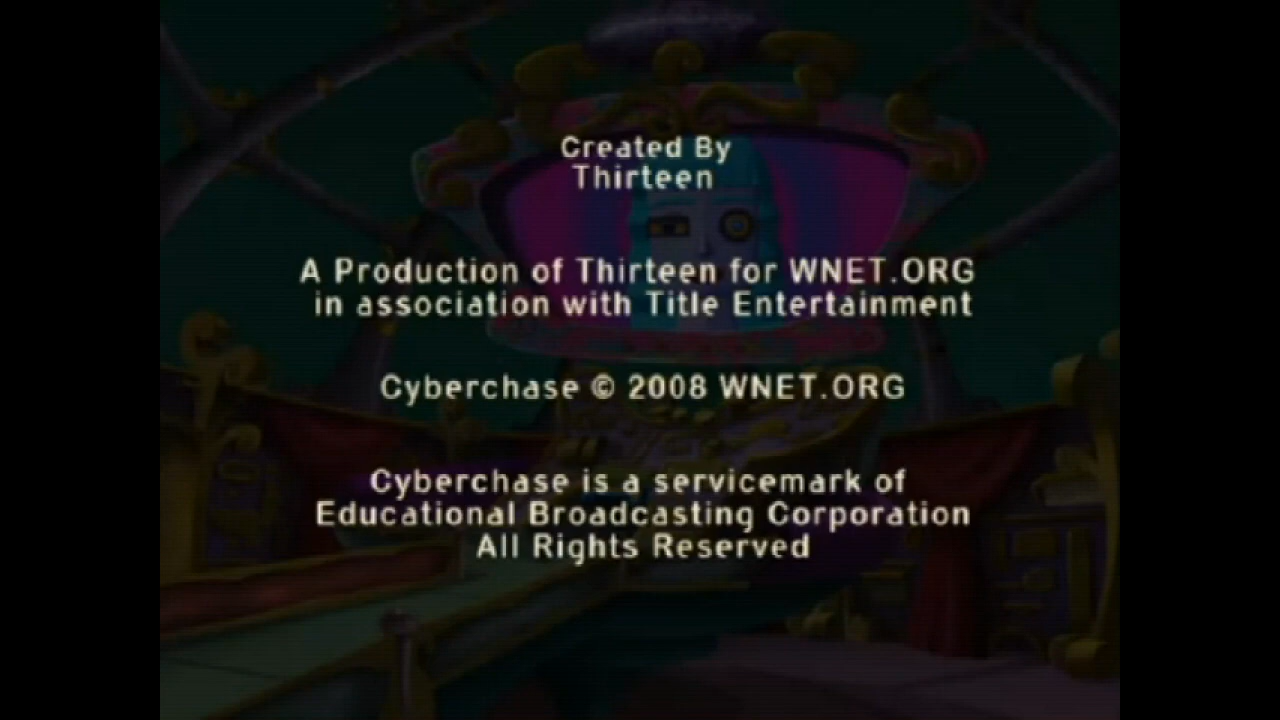 Created By
Thirteen
A Production of Thirteen for WNET.ORG
in association with Title Entertainment
Cyberchase © 2008 WNET.ORG
Cyberchase is a servicemark of
Educational Broadcasting Corporation
All Rights Reserved